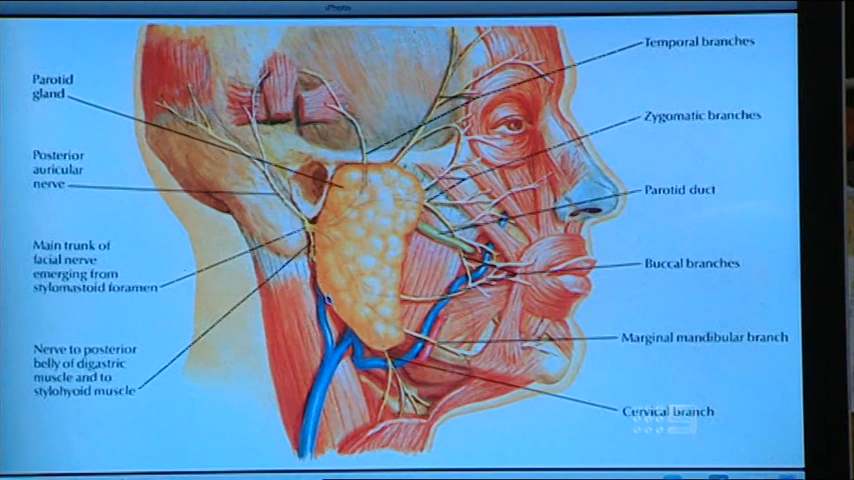 iPhoto
Parotid
gland
Posterior
auricular
nerve
Main trunk of
facial nerve
emerging from
stylomastoid foramen
Nerve to posterior
belly of digastric
muscle and to
stylohyoid muscle
Temporal branches
Zygomatic branches
Parotid duct
Buccal branches
Marginal mandibular branch
Cervical branch